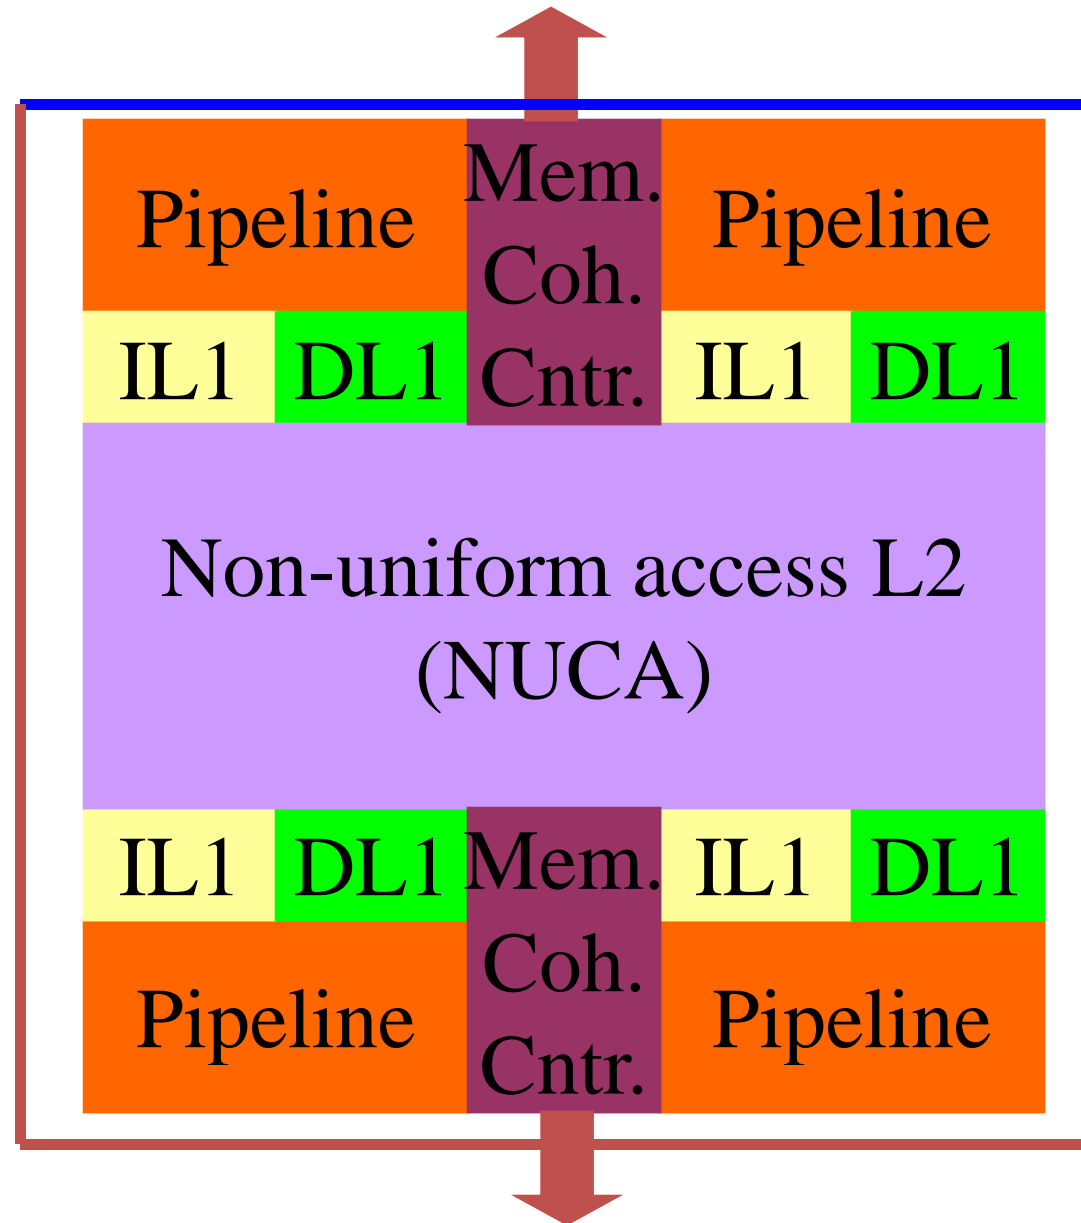 Pipeline
Mem.
Coh.
Cntr.
Pipeline
IL1
DL1
IL1
DL1
Non-uniform access L2
(NUCA)
IL1
DL1
Mem.
Coh.
Cntr.
IL1
DL1
Pipeline
Pipeline